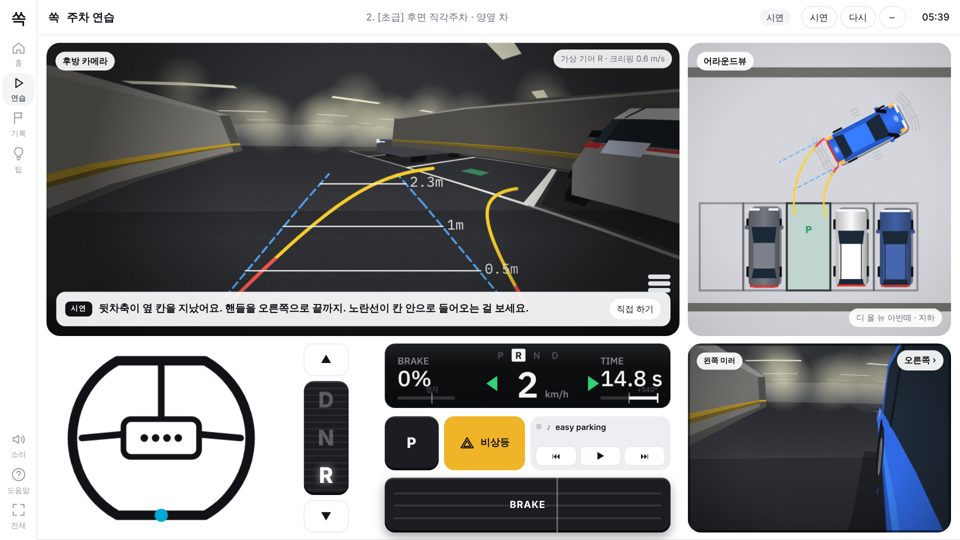 쏙
홈
연습
기록
팁
소리
도움말
전체
쏙 주차 연습
2. [초급] 후면 직각주차 · 양옆 차
시연
시연
다시
–
05:39
후방 카메라
가상 기어 R · 크리핑 0.6 m/s
2.3m
1m
0.5m
시연 뒷차축이 옆 칸을 지났어요. 핸들을 오른쪽으로 끝까지. 노란선이 칸 안으로 들어오는 걸 보세요.
직접 하기
어라운드뷰
P
디 올 뉴 아반떼 · 지하
D
N
R
P R N D
BRAKE
0%
정지
2 km/h
TIME
14.8 s
+540°
P
비상등
easy parking
BRAKE
왼쪽 미러
오른쪽 ›